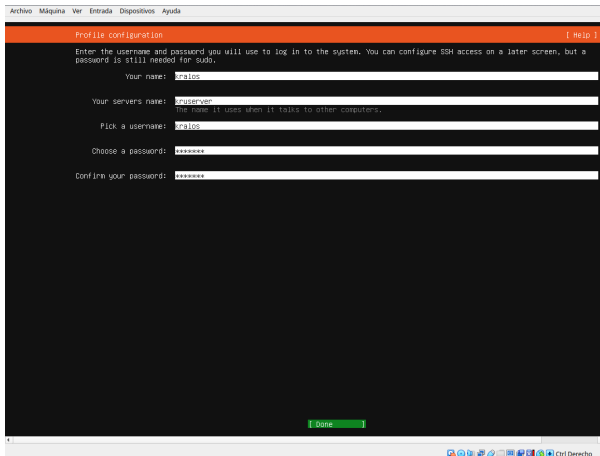 Archivo Máquina Ver Entrada Dispositivos Ayuda
Profile configuration [ Help ]
Enter the username and password you will use to log in to the system. You can configure SSH access on a later screen, but a
password is still needed for sudo.
Your name: kralos
Your servers name: kruserver
The name it uses when it talks to other computers.
Pick a username: kralos
Choose a password: *******
Confirm your password: *******
[ Done ]
Ctrl Derecho